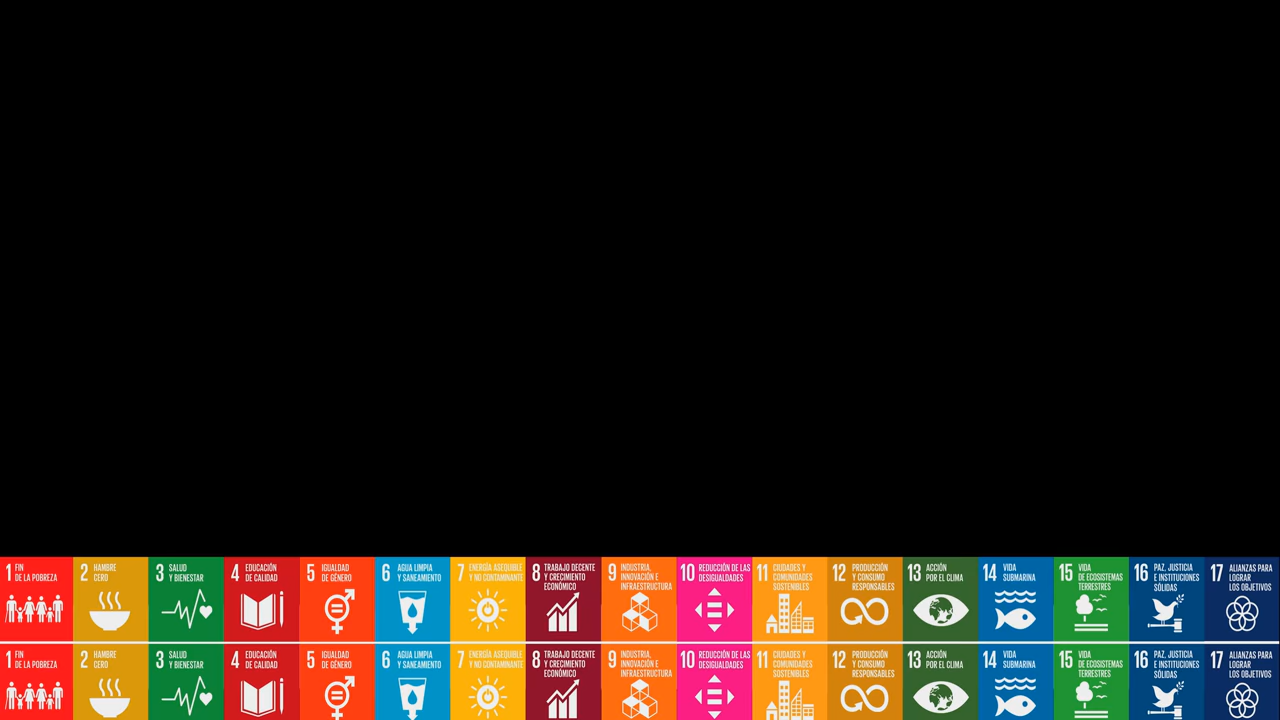 1 FIN
DE LA POBREZA
2 HAMBRE
CERO
3 SALUD
Y BIENESTAR
4 EDUCACIÓN
DE CALIDAD
5 IGUALDAD
DE GÉNERO
6 AGUA LIMPIA
Y SANEAMIENTO
7 ENERGÍA ASEQUIBLE
Y NO CONTAMINANTE
8 TRABAJO DECENTE
Y CRECIMIENTO
ECONÓMICO
9 INDUSTRIA,
INNOVACIÓN E
INFRAESTRUCTURA
10 REDUCCIÓN DE LAS
DESIGUALDADES
11 CIUDADES Y
COMUNIDADES
SOSTENIBLES
12 PRODUCCIÓN
Y CONSUMO
RESPONSABLES
13 ACCIÓN
POR EL CLIMA
14 VIDA
SUBMARINA
15 VIDA
DE ECOSISTEMAS
TERRESTRES
16 PAZ, JUSTICIA
E INSTITUCIONES
SÓLIDAS
17 ALIANZAS PARA
LOGRAR
LOS OBJETIVOS
1 FIN
DE LA POBREZA
2 HAMBRE
CERO
3 SALUD
Y BIENESTAR
4 EDUCACIÓN
DE CALIDAD
5 IGUALDAD
DE GÉNERO
6 AGUA LIMPIA
Y SANEAMIENTO
7 ENERGÍA ASEQUIBLE
Y NO CONTAMINANTE
8 TRABAJO DECENTE
Y CRECIMIENTO
ECONÓMICO
9 INDUSTRIA,
INNOVACIÓN E
INFRAESTRUCTURA
10 REDUCCIÓN DE LAS
DESIGUALDADES
11 CIUDADES Y
COMUNIDADES
SOSTENIBLES
12 PRODUCCIÓN
Y CONSUMO
RESPONSABLES
13 ACCIÓN
POR EL CLIMA
14 VIDA
SUBMARINA
15 VIDA
DE ECOSISTEMAS
TERRESTRES
16 PAZ, JUSTICIA
E INSTITUCIONES
SÓLIDAS
17 ALIANZAS PARA
LOGRAR
LOS OBJETIVOS